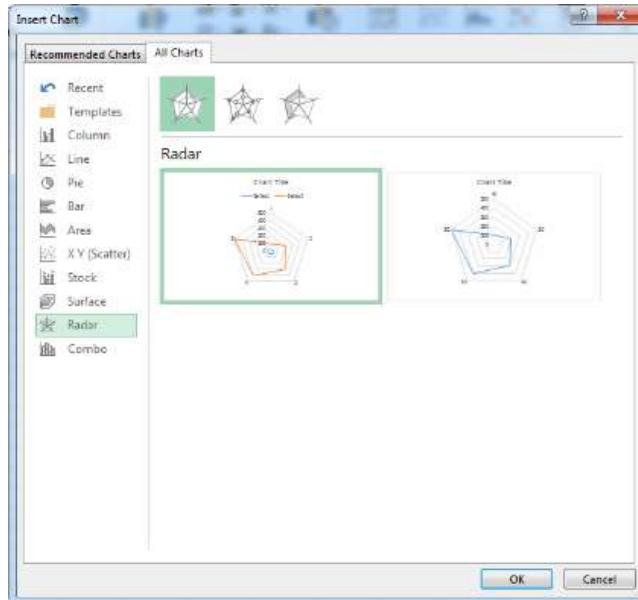 Insert Chart
Recommended Charts All Charts
Recent
Templates
Column
Line
Pie
Bar
Area
X Y (Scatter)
Stock
Surface
Radar
Combo
Radar
Chart Title
Chart Title
OK Cancel